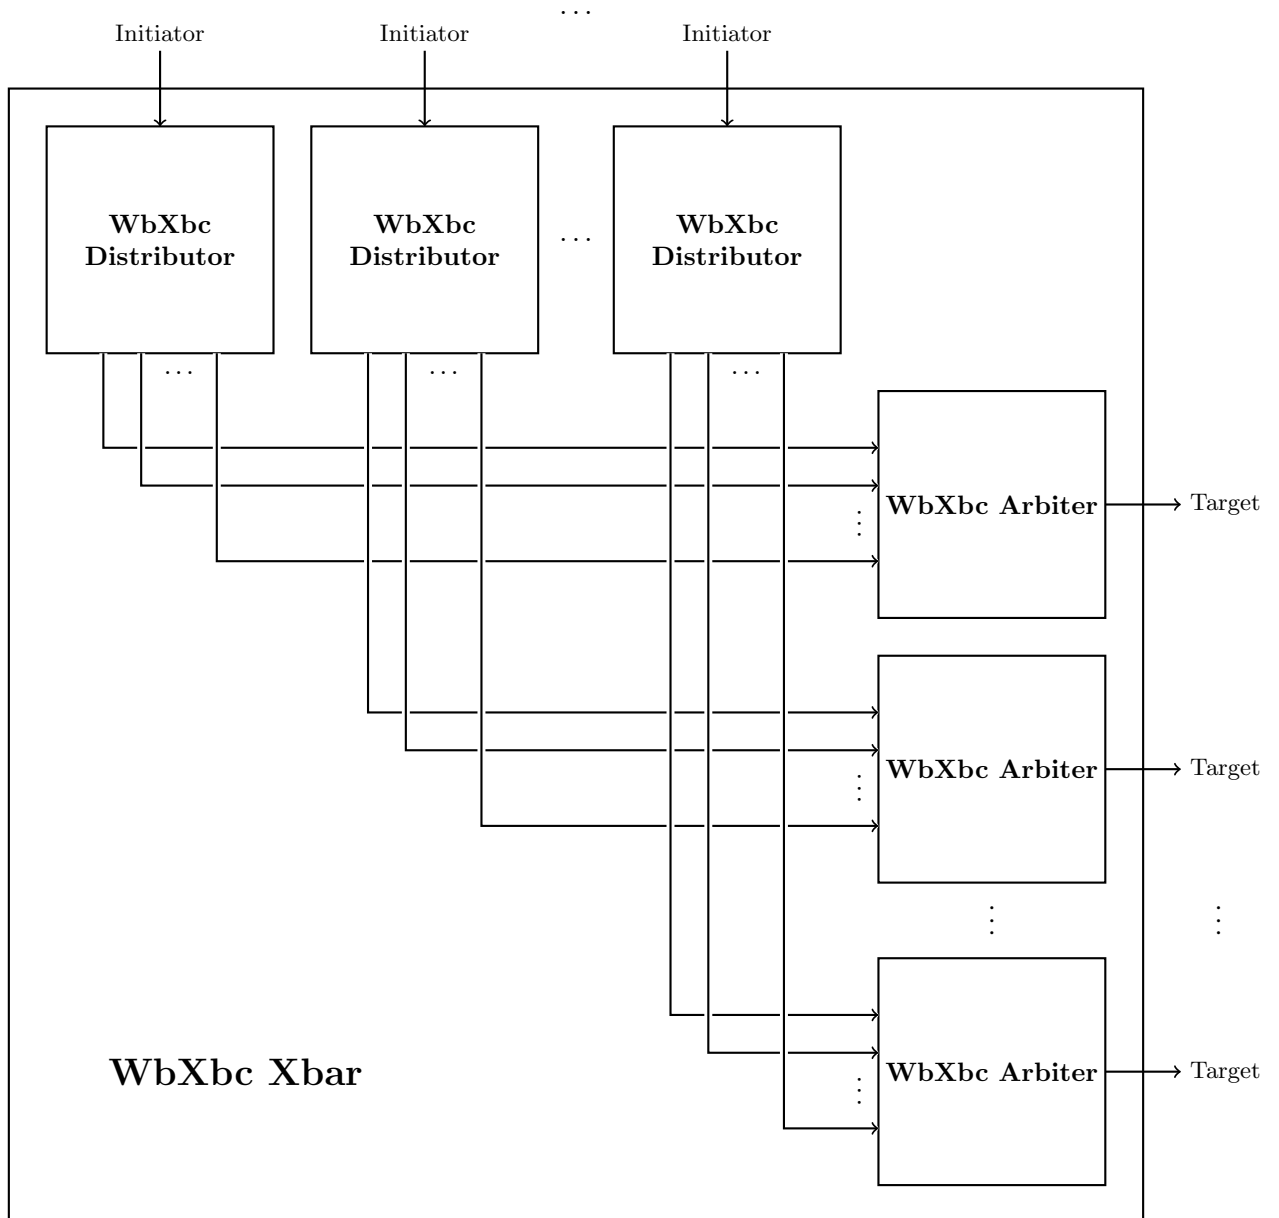 ...
Initiator
Initiator
Initiator
WbXbc
Distributor
WbXbc
Distributor
...
WbXbc
Distributor
...
...
...
WbXbc Arbiter
Target
⋮
WbXbc Arbiter
Target
⋮
⋮
⋮
WbXbc Xbar
WbXbc Arbiter
Target
⋮